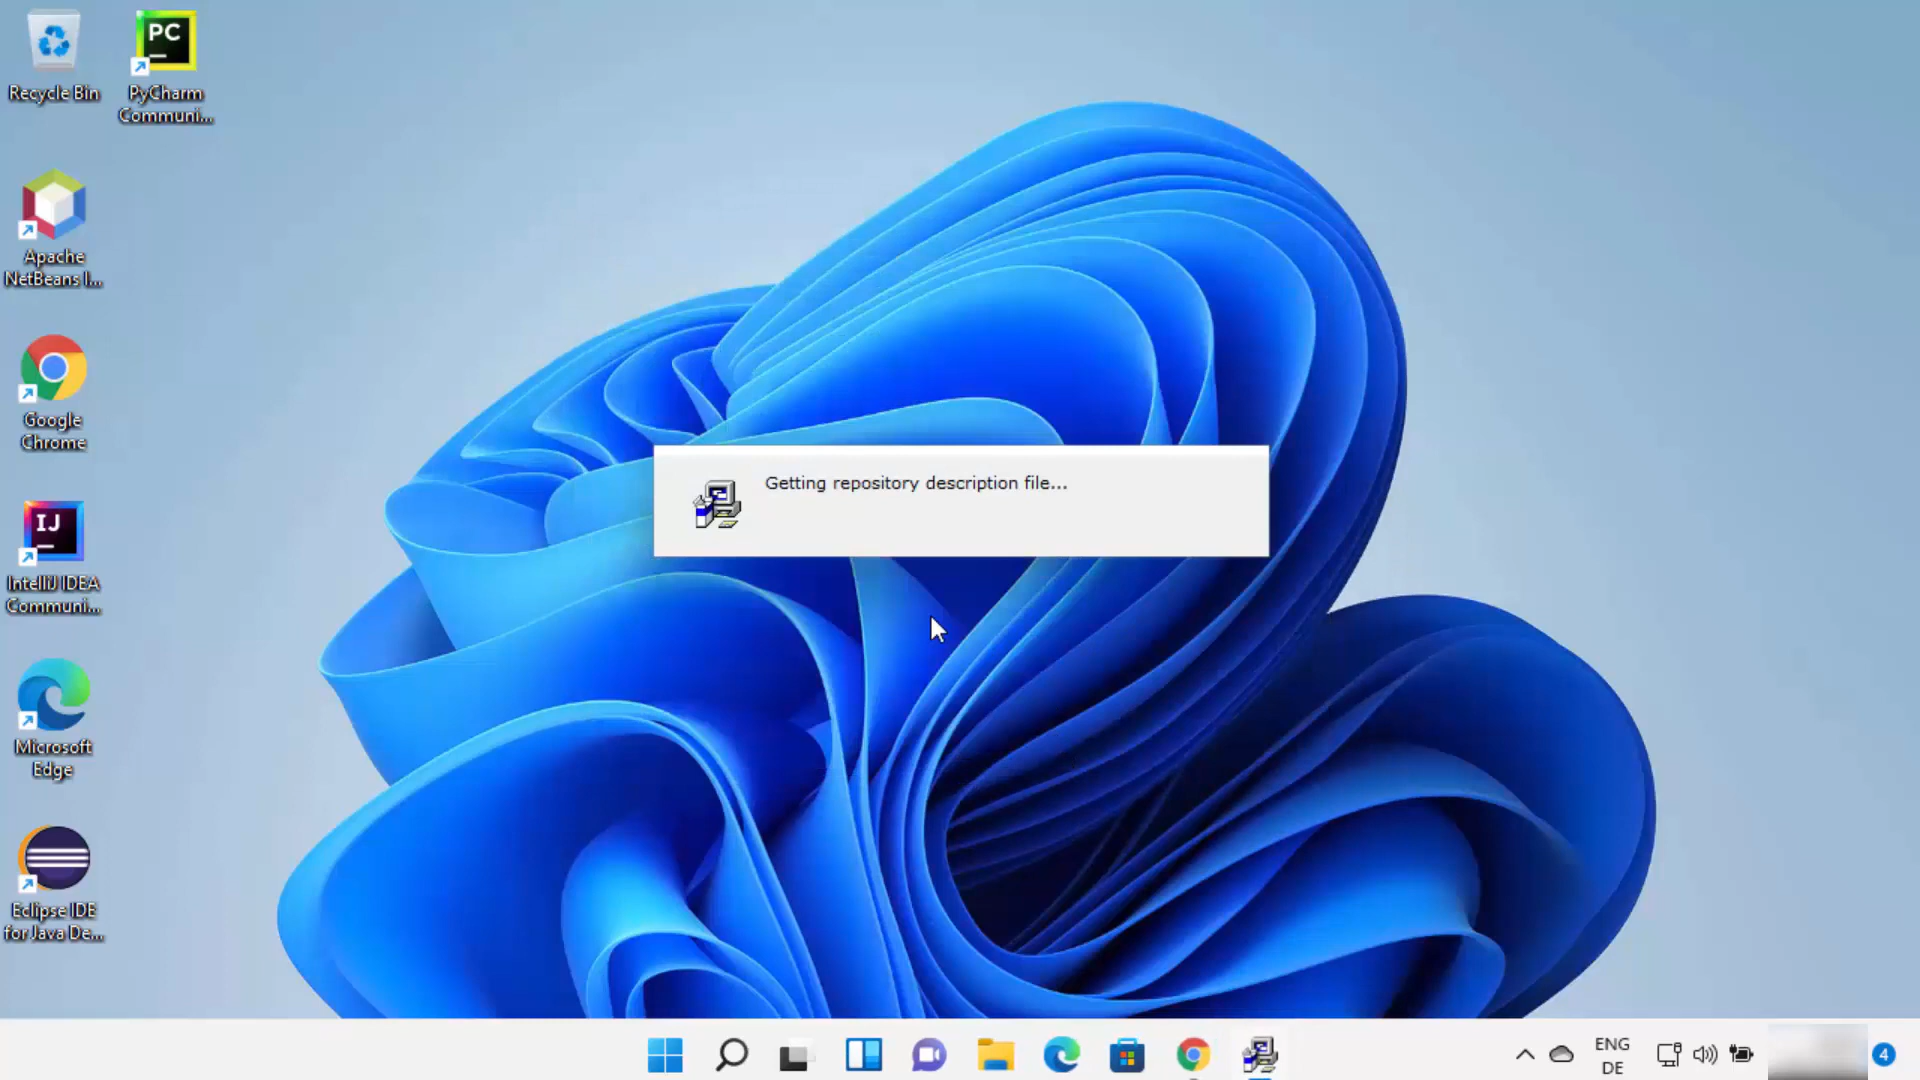 PC
Recycle Bin
PyCharm
Communi...
Apache
NetBeans I...
Google
Chrome
IJ
IntelliJ IDEA
Communi...
Microsoft
Edge
Eclipse IDE
for Java De...
Getting repository description file...
ENG
DE
4